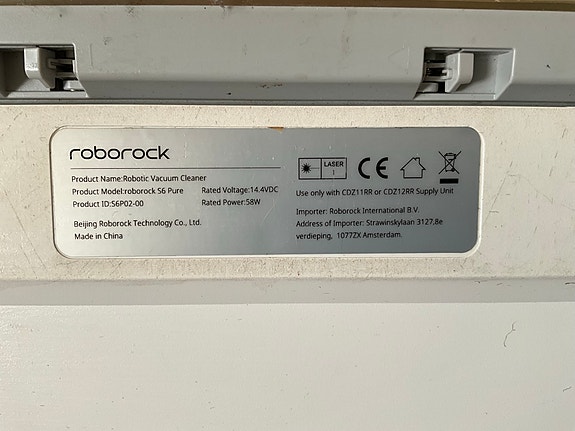 roborock
Product Name:Robotic Vacuum Cleaner
Product Model:roborock S6 Pure Rated Voltage:14.4VDC
Product ID:S6P02-00 Rated Power:58W
Beijing Roborock Technology Co., Ltd.
Made in China
LASER
1
CE
Use only with CDZ11RR or CDZ12RR Supply Unit
Importer: Roborock International B.V.
Address of Importer: Strawinskylaan 3127,8e
verdieping, 1077ZX Amsterdam.